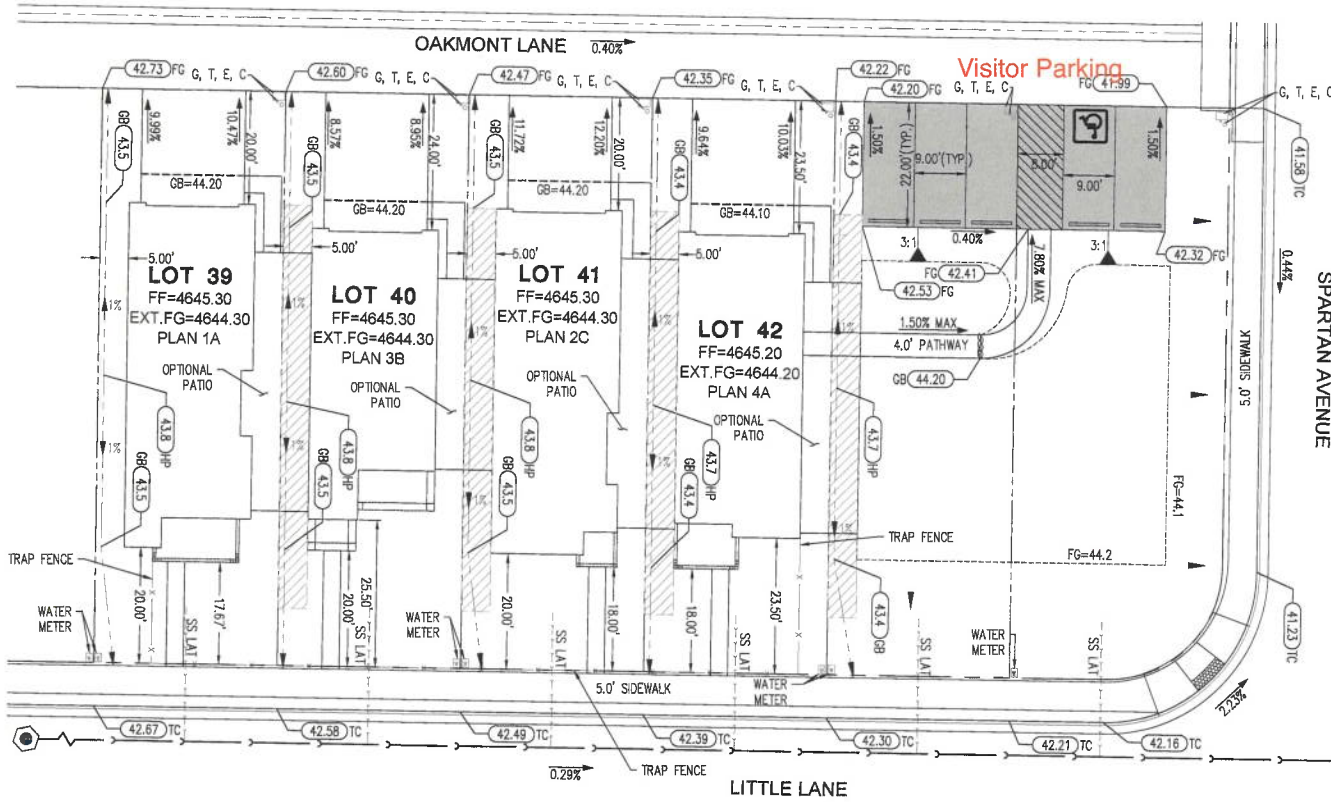 OAKMONT LANE 0.40%
Visitor Parking
42.73 FG G, T, E, C
42.60 FG G, T, E, C
42.47 FG G, T, E, C
42.35 FG G, T, E, C
42.22 FG
42.20 FG
G, T, E, C
FG 41.99
G, T, E, C
41.58 TC
GB 43.5
9.99%
10.47%
20.00'
GB 43.5
8.57%
8.95%
24.00'
GB 43.5
11.72%
12.20%
20.00'
GB 43.4
9.64%
10.03%
23.50'
GB 43.4
1.50%
22.00'(TYP.)
9.00'(TYP.)
8.00'
9.00'
1.50%
GB=44.20
GB=44.20
GB=44.20
GB=44.10
5.00'
5.00'
5.00'
5.00'
0.40%
3:1
3:1
7.80% MAX
FG 42.41
42.53 FG
42.32 FG
0.44%
SPARTAN AVENUE
5.0' SIDEWALK
LOT 39
FF=4645.30
EXT.FG=4644.30
PLAN 1A
LOT 40
FF=4645.30
EXT.FG=4644.30
PLAN 3B
LOT 41
FF=4645.30
EXT.FG=4644.30
PLAN 2C
LOT 42
FF=4645.20
EXT.FG=4644.20
PLAN 4A
1.50% MAX
4.0' PATHWAY
GB 44.20
1%
1%
1%
1%
1%
OPTIONAL
PATIO
OPTIONAL
PATIO
OPTIONAL
PATIO
OPTIONAL
PATIO
43.8 HP
43.8 HP
43.8 HP
43.7 HP
43.7 HP
1%
1%
1%
1%
1%
GB 43.5
GB 43.5
GB 43.5
GB 43.4
43.4 GB
FG=44.1
FG=44.2
TRAP FENCE
TRAP FENCE
20.00'
17.67'
20.00'
25.50'
20.00'
18.00'
18.00'
23.50'
WATER
METER
WATER
METER
WATER
METER
WATER
METER
SS LAT
SS LAT
SS LAT
SS LAT
SS LAT
SS LAT
5.0' SIDEWALK
41.23 TC
2.23%
42.67 TC
42.58 TC
42.49 TC
42.39 TC
42.30 TC
42.21 TC
42.16 TC
0.29%
TRAP FENCE
LITTLE LANE